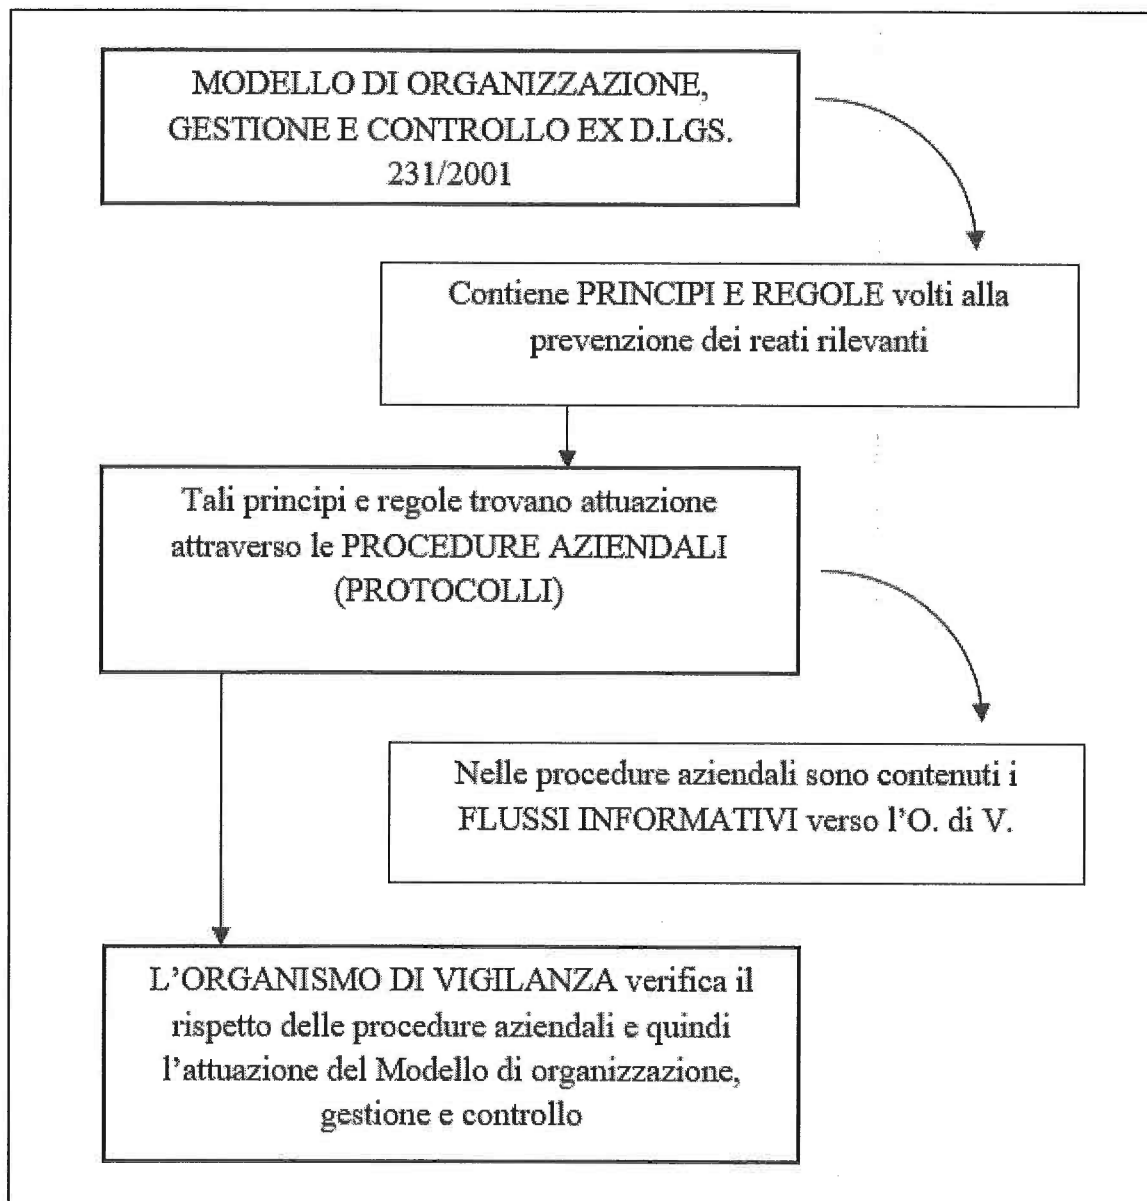 MODELLO DI ORGANIZZAZIONE,
GESTIONE E CONTROLLO EX D.LGS.
231/2001
Contiene PRINCIPI E REGOLE volti alla
prevenzione dei reati rilevanti
Tali principi e regole trovano attuazione
attraverso le PROCEDURE AZIENDALI
(PROTOCOLLI)
Nelle procedure aziendali sono contenuti i
FLUSSI INFORMATIVI verso l’O. di V.
L’ORGANISMO DI VIGILANZA verifica il
rispetto delle procedure aziendali e quindi
l’attuazione del Modello di organizzazione,
gestione e controllo